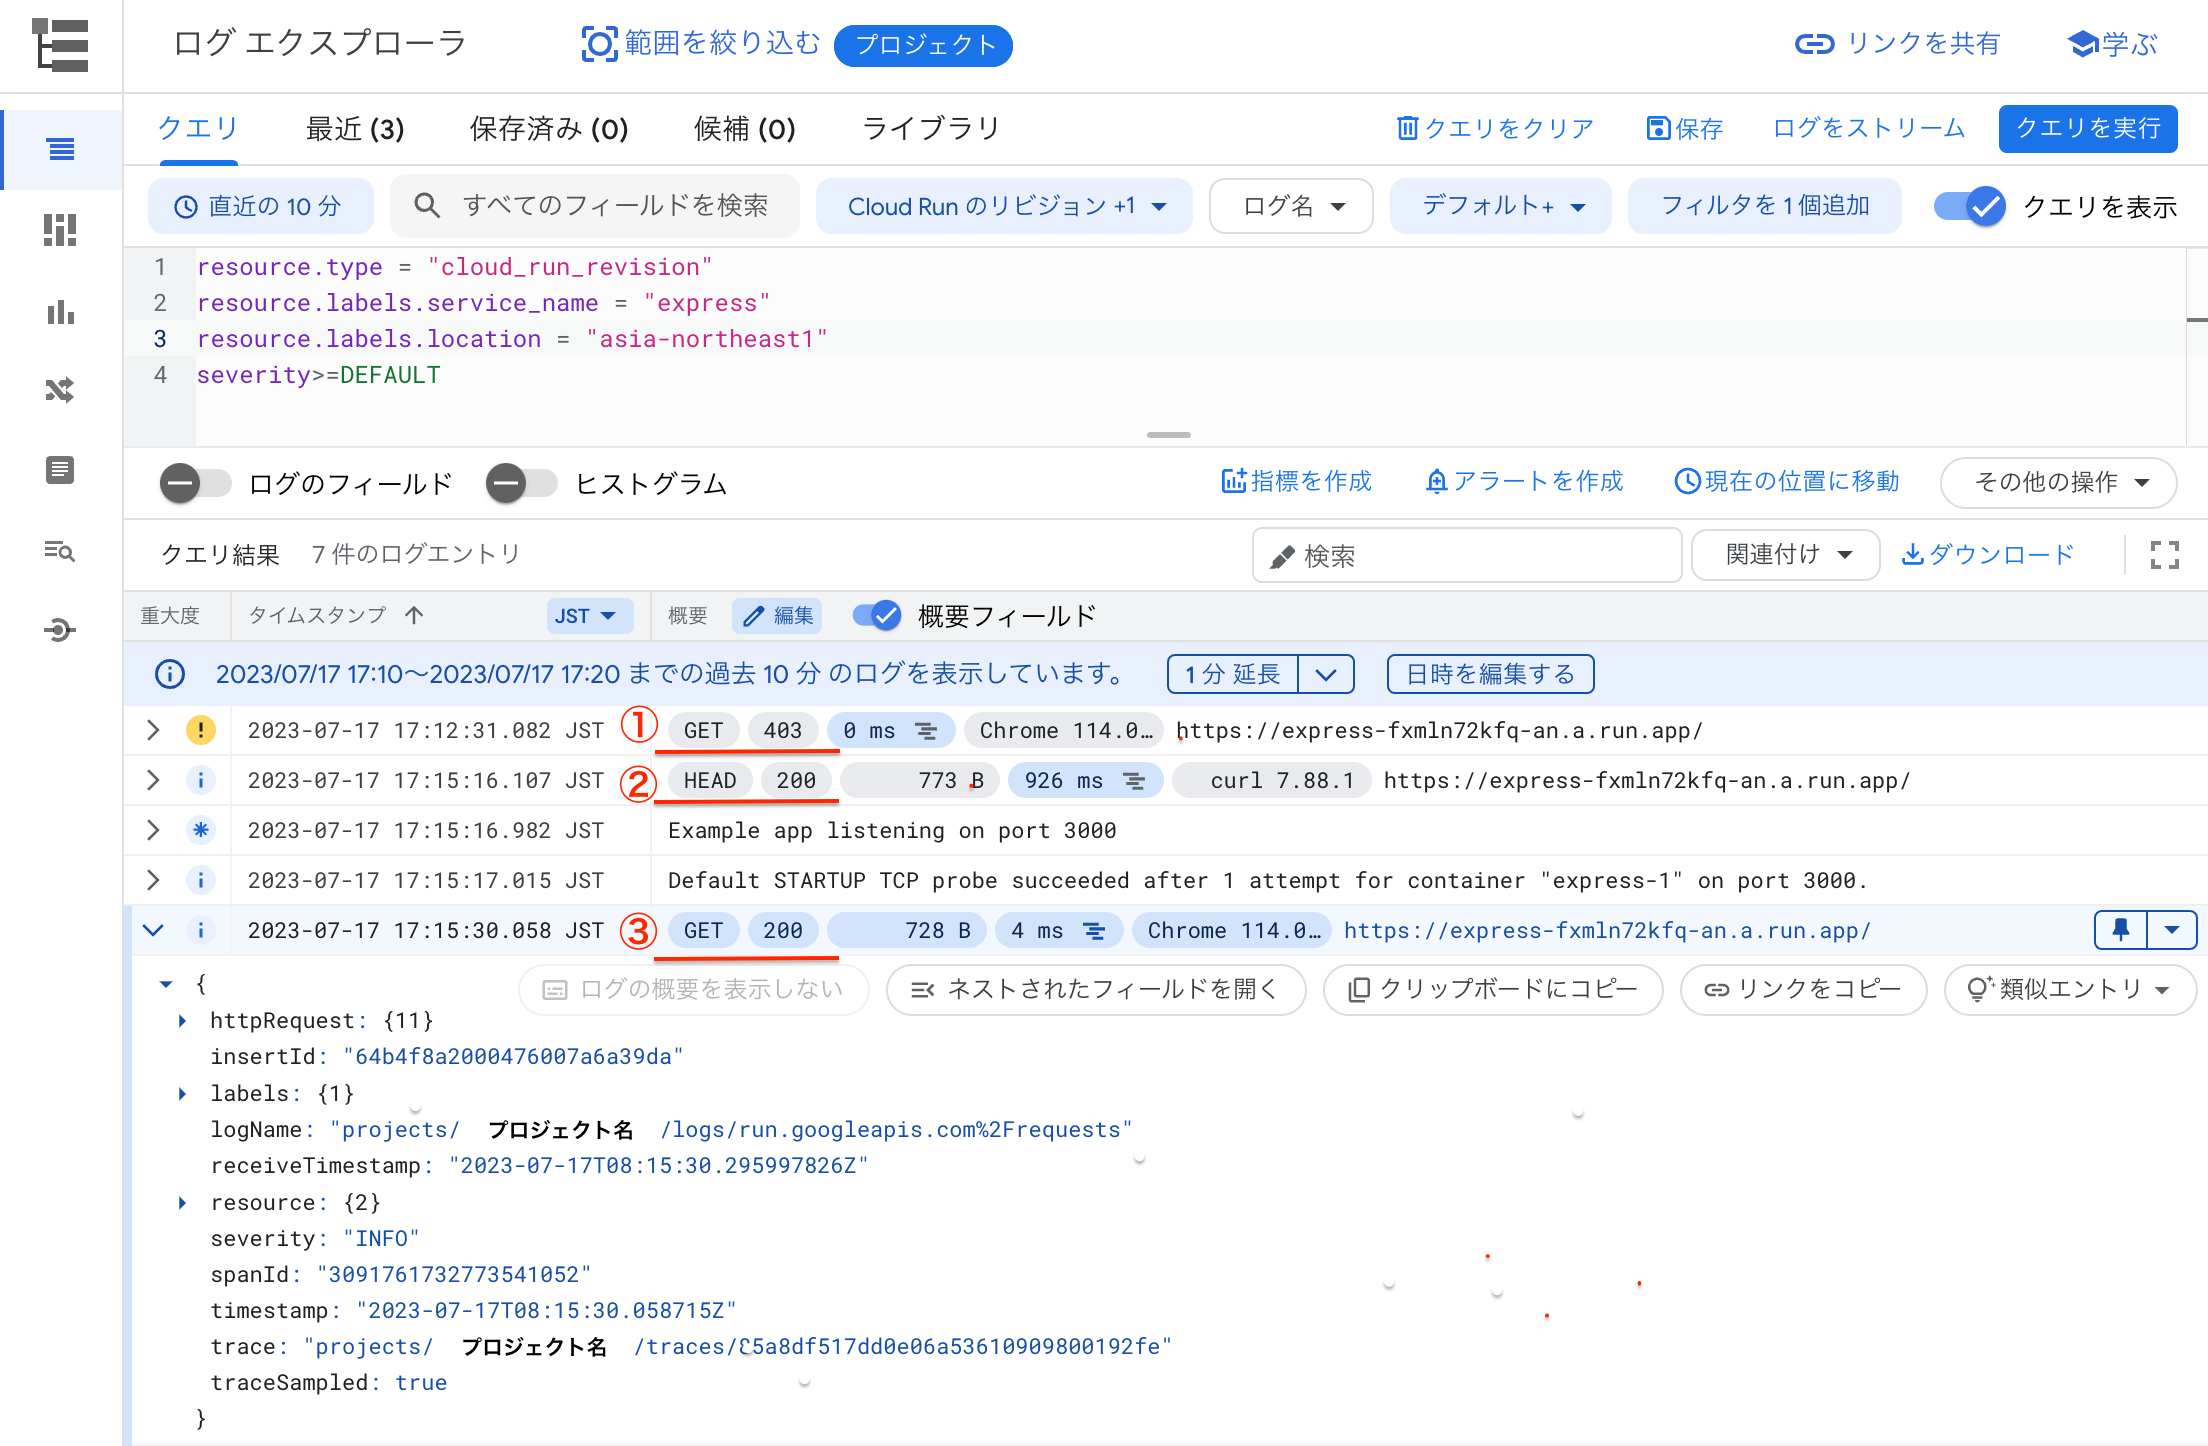 ログ エクスプローラ 範囲を絞り込む プロジェクト リンクを共有 学ぶ
クエリ 最近 (3) 保存済み (0) 候補 (0) ライブラリ クエリをクリア 保存 ログをストリーム クエリを実行
直近の 10 分 すべてのフィールドを検索 Cloud Run のリビジョン +1 ログ名 デフォルト+ フィルタを 1 個追加 クエリを表示
1 resource.type = "cloud_run_revision"
2 resource.labels.service_name = "express"
3 resource.labels.location = "asia-northeast1"
4 severity>=DEFAULT
ログのフィールド ヒストグラム 指標を作成 アラートを作成 現在の位置に移動 その他の操作
クエリ結果 7 件のログエントリ 検索 関連付け ダウンロード
重大度 タイムスタンプ ↑ JST 概要 編集 概要フィールド
2023/07/17 17:10～2023/07/17 17:20 までの過去 10 分 のログを表示しています。 1 分 延長 日時を編集する
! 2023-07-17 17:12:31.082 JST ① GET 403 0 ms Chrome 114.0… https://express-fxmln72kfq-an.a.run.app/
i 2023-07-17 17:15:16.107 JST ② HEAD 200 773 B 926 ms curl 7.88.1 https://express-fxmln72kfq-an.a.run.app/
* 2023-07-17 17:15:16.982 JST Example app listening on port 3000
i 2023-07-17 17:15:17.015 JST Default STARTUP TCP probe succeeded after 1 attempt for container "express-1" on port 3000.
i 2023-07-17 17:15:30.058 JST ③ GET 200 728 B 4 ms Chrome 114.0… https://express-fxmln72kfq-an.a.run.app/
{ ログの概要を表示しない ネストされたフィールドを開く クリップボードにコピー リンクをコピー 類似エントリ
httpRequest: {11}
insertId: "64b4f8a2000476007a6a39da"
labels: {1}
logName: "projects/ プロジェクト名 /logs/run.googleapis.com%2Frequests"
receiveTimestamp: "2023-07-17T08:15:30.295997826Z"
resource: {2}
severity: "INFO"
spanId: "3091761732773541052"
timestamp: "2023-07-17T08:15:30.058715Z"
trace: "projects/ プロジェクト名 /traces/85a8df517dd0e06a53610909800192fe"
traceSampled: true
}